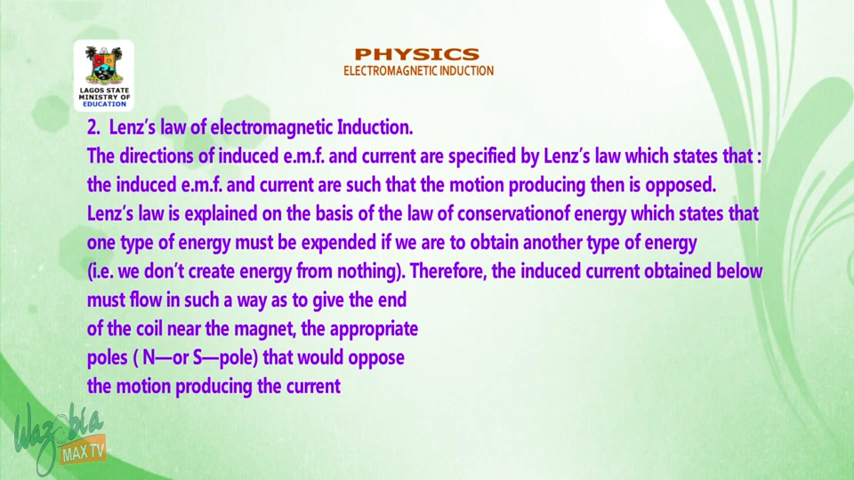 PHYSICS
ELECTROMAGNETIC INDUCTION
LAGOS STATE
MINISTRY OF
EDUCATION
2. Lenz's law of electromagnetic Induction.
The directions of induced e.m.f. and current are specified by Lenz's law which states that :
the induced e.m.f. and current are such that the motion producing then is opposed.
Lenz's law is explained on the basis of the law of conservationof energy which states that
one type of energy must be expended if we are to obtain another type of energy
(i.e. we don't create energy from nothing). Therefore, the induced current obtained below
must flow in such a way as to give the end
of the coil near the magnet, the appropriate
poles ( N—or S—pole) that would oppose
the motion producing the current
Wazobia
MAX TV